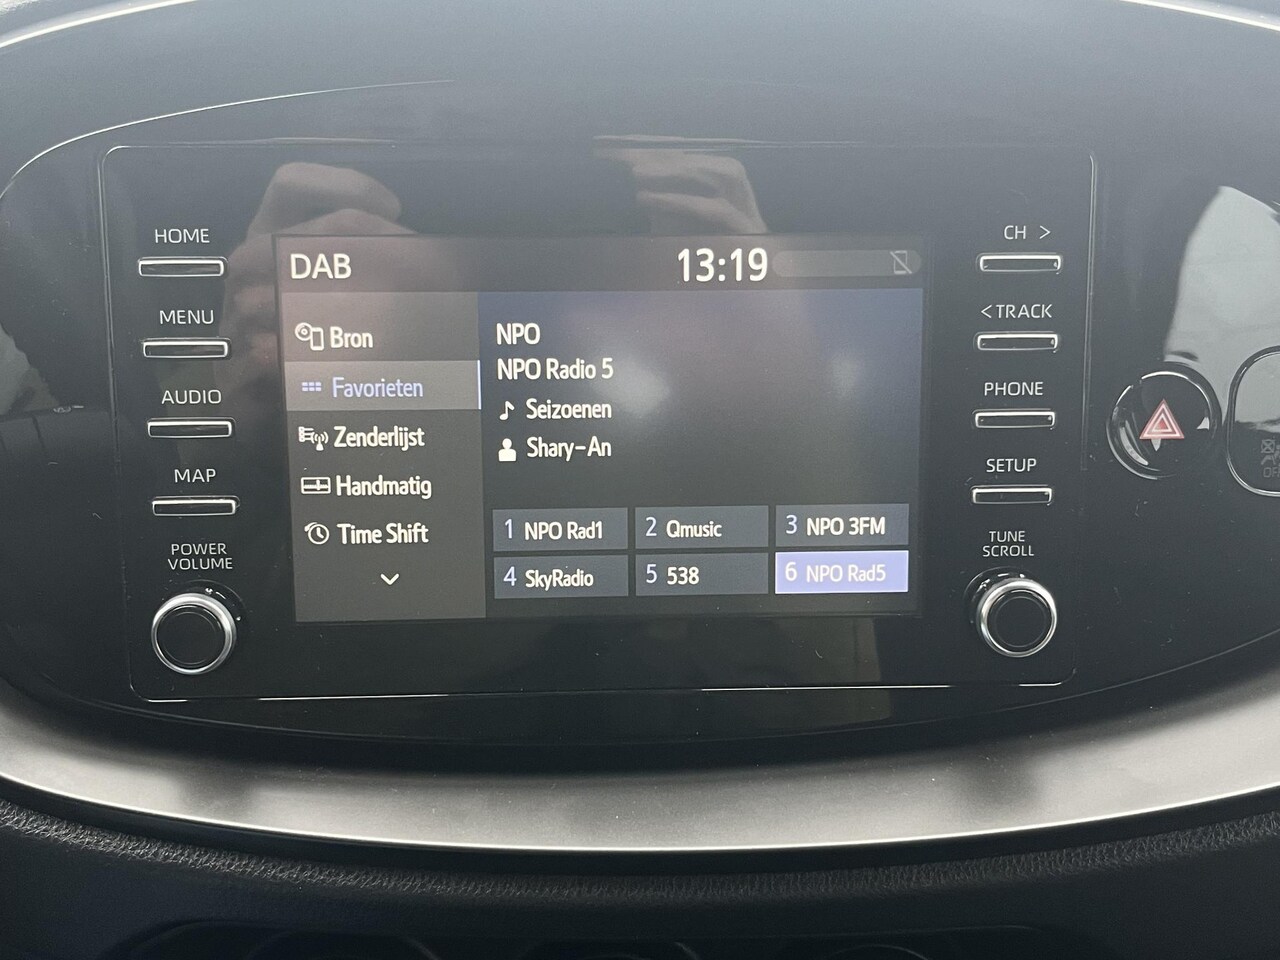 HOME
MENU
AUDIO
MAP
POWER
VOLUME
DAB
13:19
Bron
Favorieten
Zenderlijst
Handmatig
Time Shift
NPO
NPO Radio 5
Seizoenen
Shary-An
1 NPO Rad1
2 Qmusic
3 NPO 3FM
4 SkyRadio
5 538
6 NPO Rad5
CH >
< TRACK
PHONE
SETUP
TUNE
SCROLL